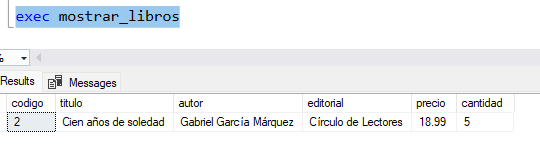 exec mostrar_libros
%
Results Messages
codigo titulo autor editorial precio cantidad
2 Cien años de soledad Gabriel García Márquez Círculo de Lectores 18.99 5